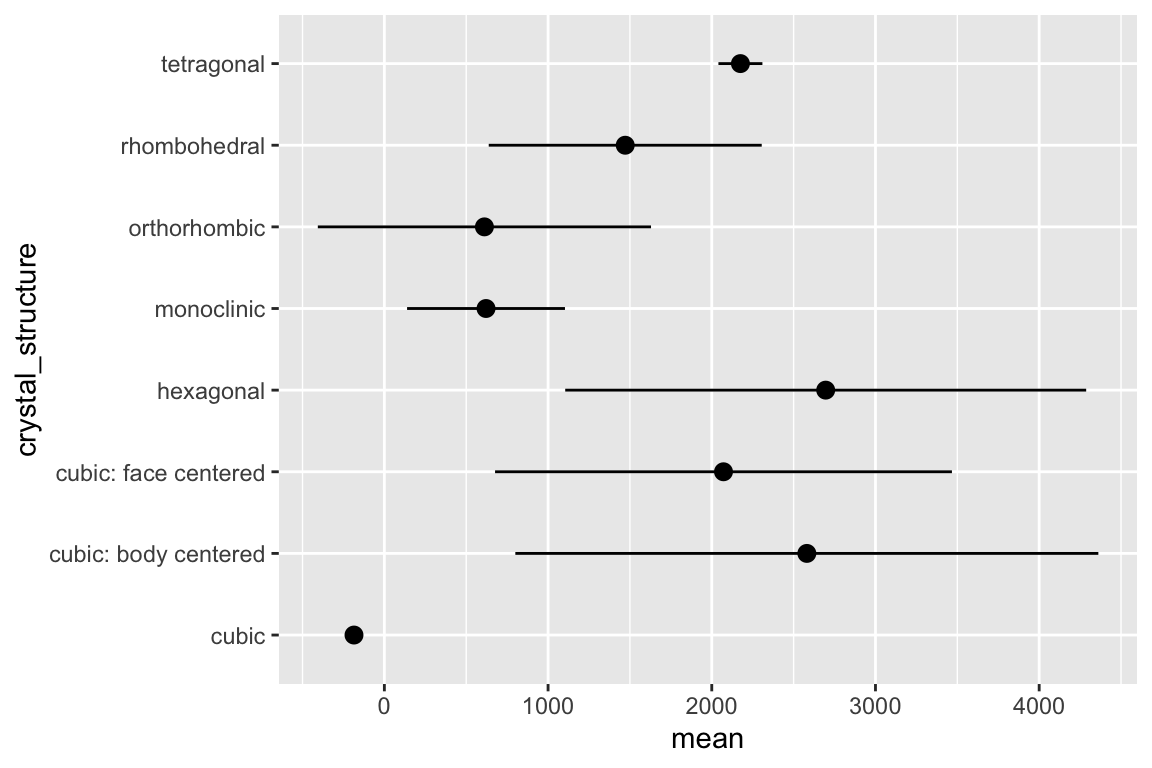 tetragonal
rhombohedral
orthorhombic
monoclinic
hexagonal
cubic: face centered
cubic: body centered
cubic
crystal_structure
0 1000 2000 3000 4000
mean